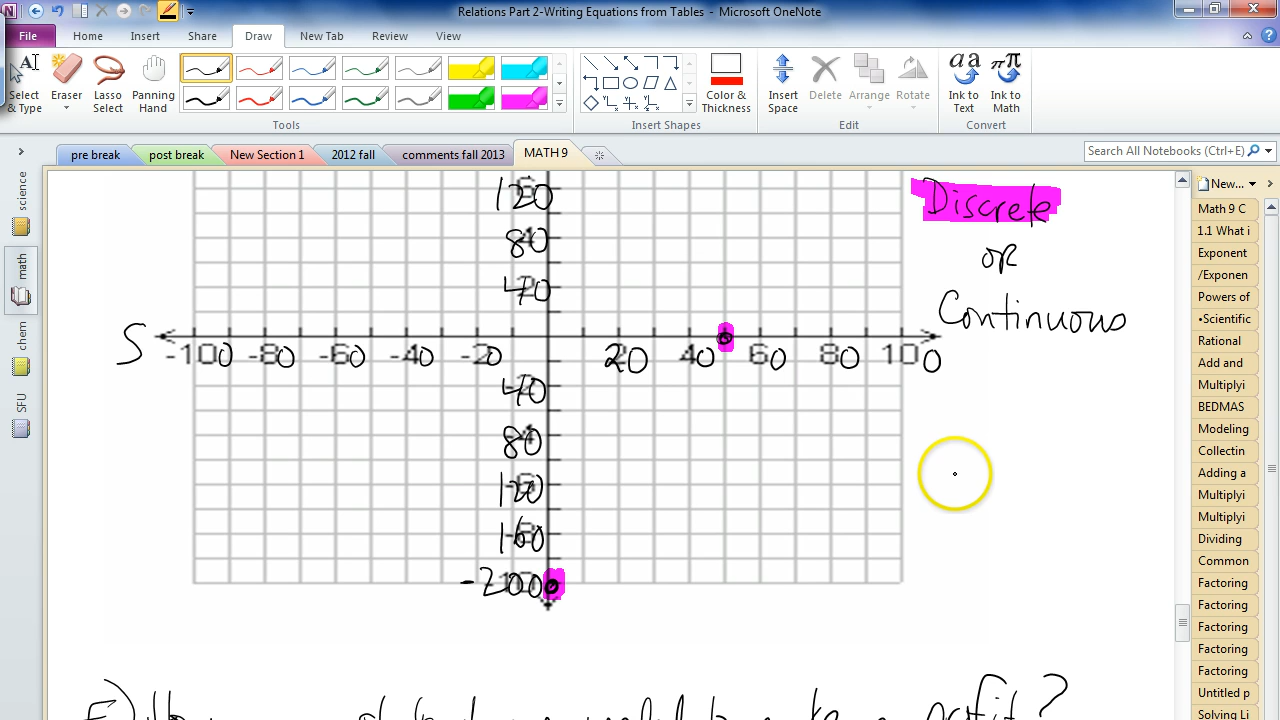 Relations Part 2-Writing Equations from Tables - Microsoft OneNote
File Home Insert Share Draw New Tab Review View
Select & Type
Eraser
Lasso Select
Panning Hand
Color & Thickness
Insert Space
Delete
Arrange
Rotate
Ink to Text
Ink to Math
Tools
Insert Shapes
Edit
Convert
pre break
post break
New Section 1
2012 fall
comments fall 2013
MATH 9
Search All Notebooks (Ctrl+E)
science
math
chem
SFU
New...
Math 9 C
1.1 What i
Exponent
/Exponen
Powers of
•Scientific
Rational
Add and
Multiplyi
BEDMAS
Modeling
Collectin
Adding a
Multiplyi
Multiplyi
Dividing
Common
Factoring
Factoring
Factoring
Factoring
Factoring
Untitled p
Solving Li
120
80
40
S
-100 -80 -60 -40 -20 20 40 60 80 100
40
80
120
160
-200
Discrete
or
Continuous
profit?